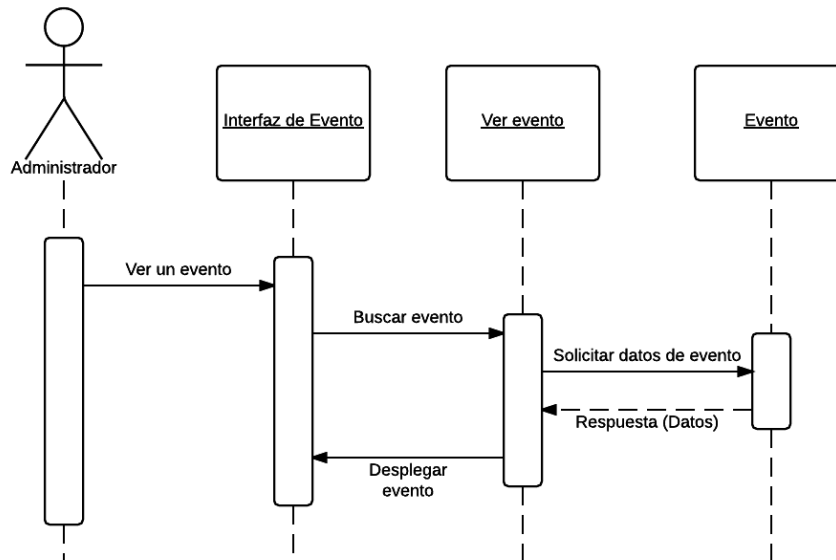 Administrador
Interfaz de Evento
Ver evento
Evento
Ver un evento
Buscar evento
Solicitar datos de evento
Respuesta (Datos)
Desplegar
evento